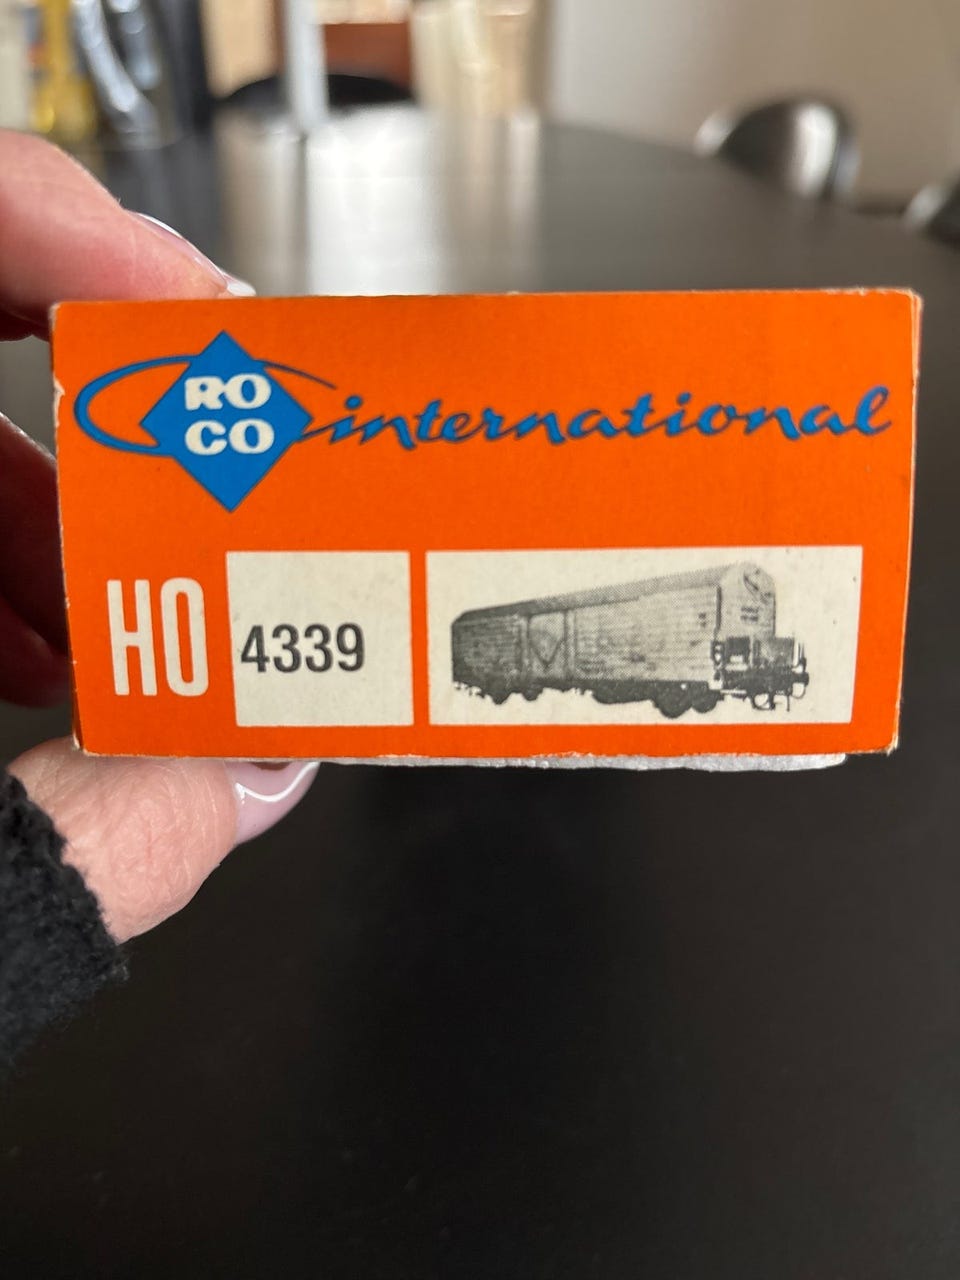 RO
CO
international
HO
4339